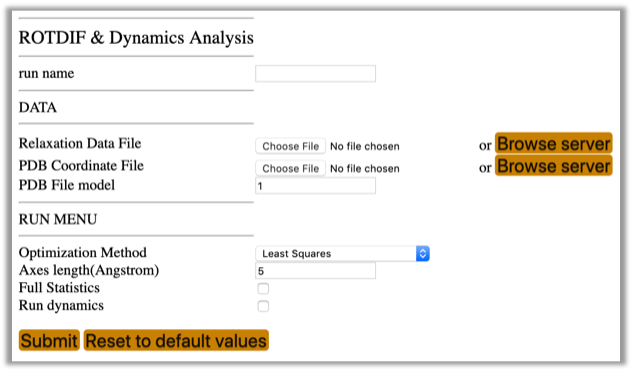 ROTDIF & Dynamics Analysis
run name
DATA
Relaxation Data File Choose File No file chosen or Browse server
PDB Coordinate File Choose File No file chosen or Browse server
PDB File model 1
RUN MENU
Optimization Method Least Squares
Axes length(Angstrom) 5
Full Statistics
Run dynamics
Submit Reset to default values